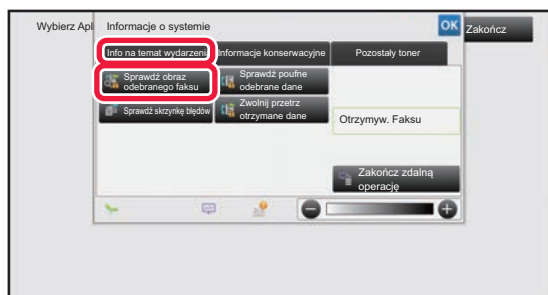 Wybierz Apl
Informacje o systemie
OK
Zakończ
Info na temat wydarzenia
Informacje konserwacyjne
Pozostały toner
Sprawdź obraz
odebranego faksu
Sprawdź poufne
odebrane dane
Sprawdź skrzynkę błędów
Zwolnij przetrz
otrzymane dane
Otrzymyw. Faksu
Zakończ zdalną
operację